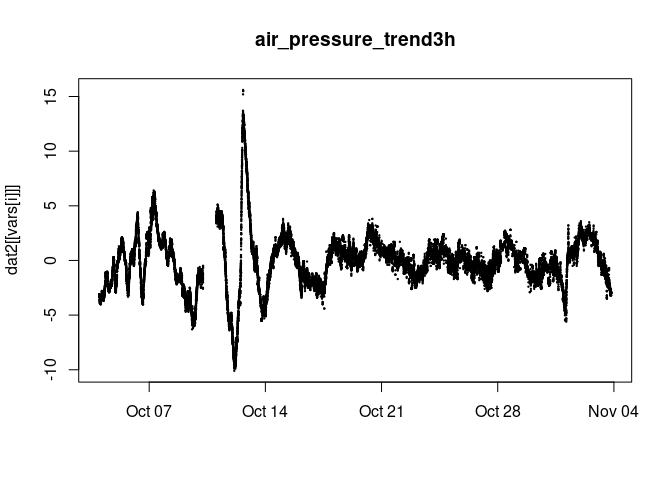 air_pressure_trend3h
dat2[[vars[i]]]
15
10
5
0
-5
-10
Oct 07
Oct 14
Oct 21
Oct 28
Nov 04